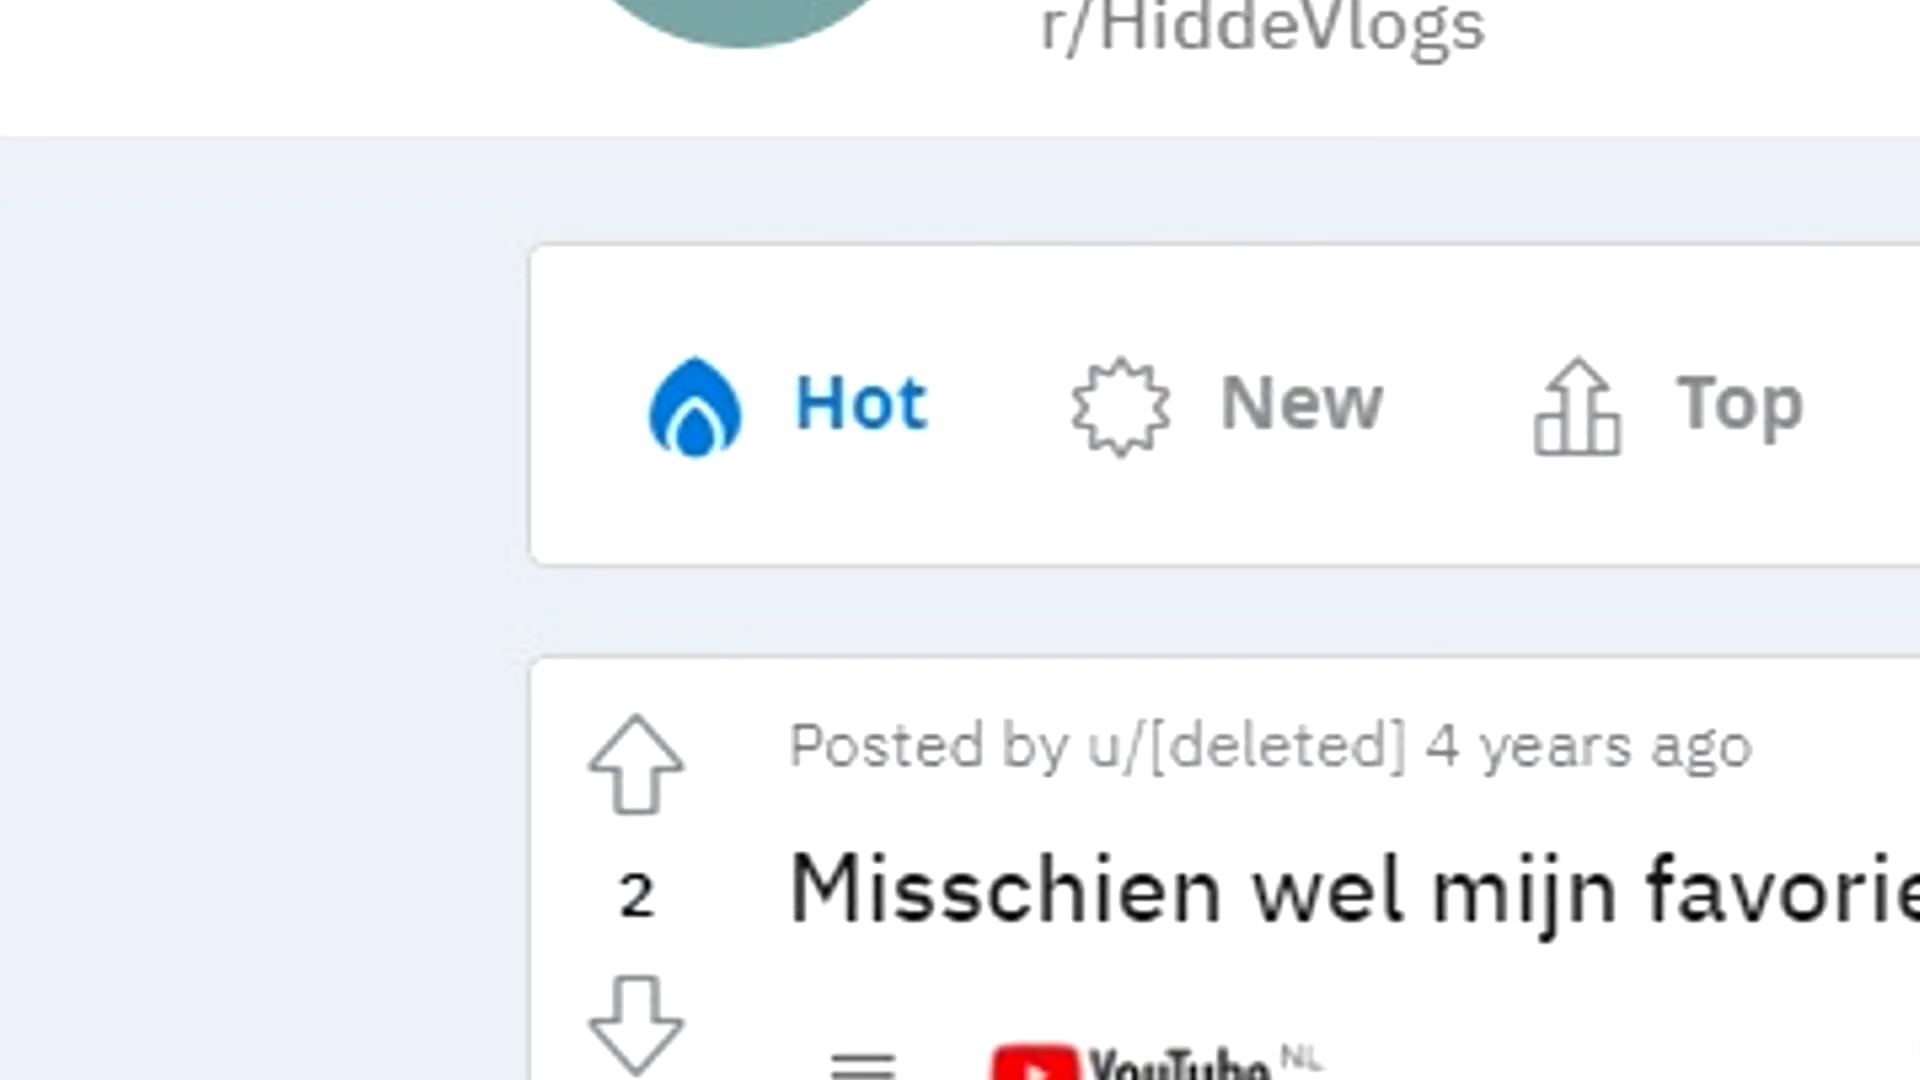 r/HiddeVlogs
Hot New Top
Posted by u/[deleted] 4 years ago
2
Misschien wel mijn favorie
YouTube NL